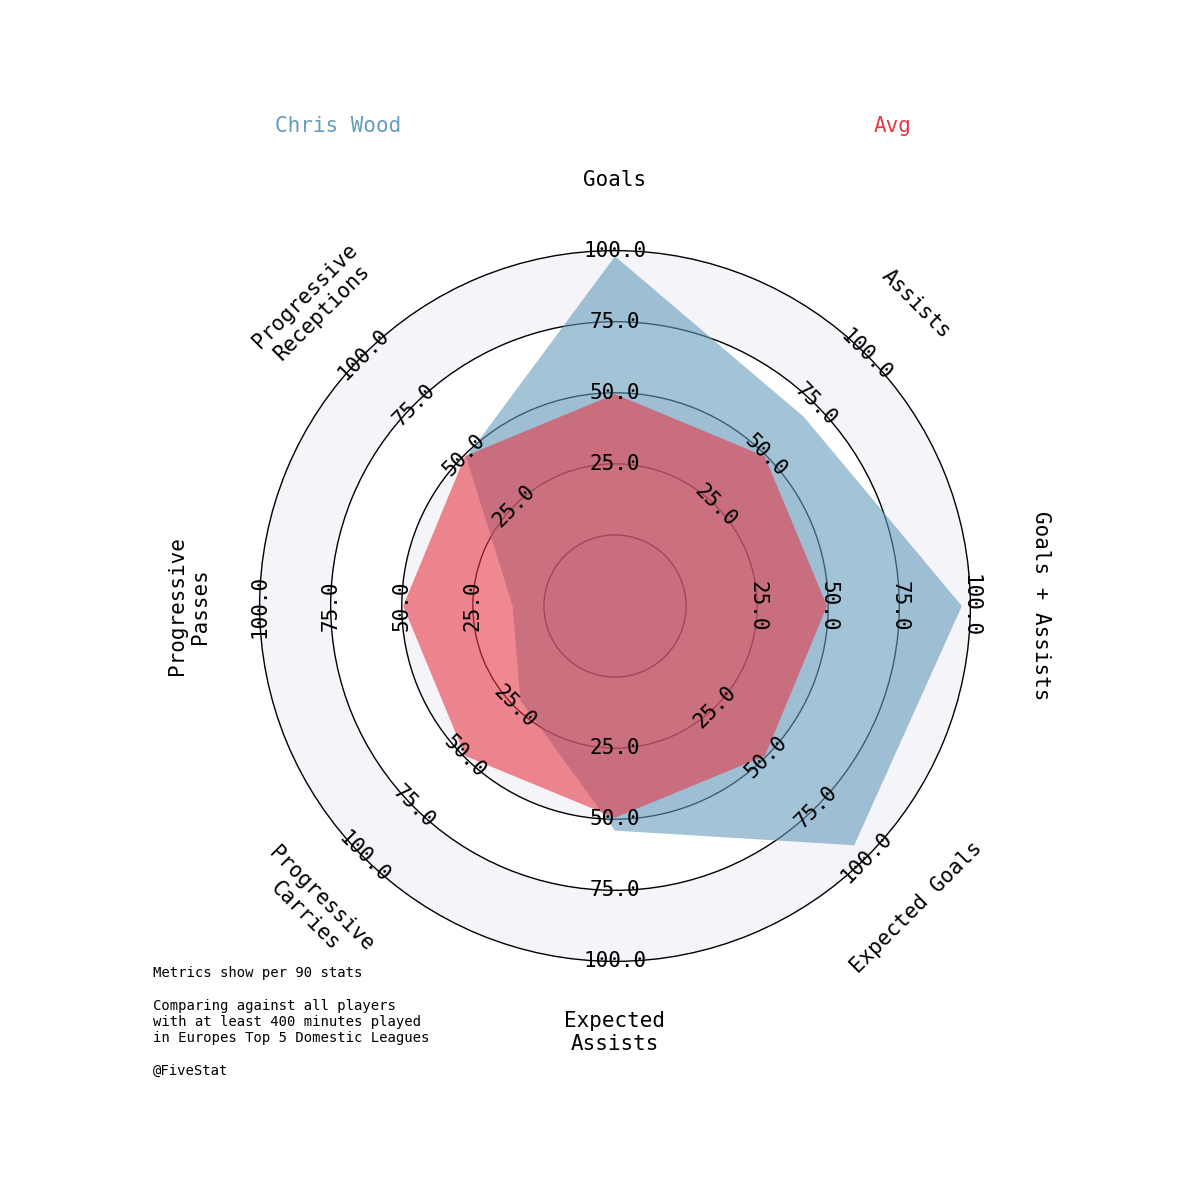 Chris Wood
Avg
Goals
Assists
Goals + Assists
Expected Goals
Expected
Assists
Progressive
Carries
Progressive
Passes
Progressive
Receptions
25.0
50.0
75.0
100.0
25.0
50.0
75.0
100.0
25.0
50.0
75.0
100.0
25.0
50.0
75.0
100.0
25.0
50.0
75.0
100.0
25.0
50.0
75.0
100.0
25.0
50.0
75.0
100.0
25.0
50.0
75.0
100.0
Metrics show per 90 stats
Comparing against all players
with at least 400 minutes played
in Europes Top 5 Domestic Leagues
@FiveStat